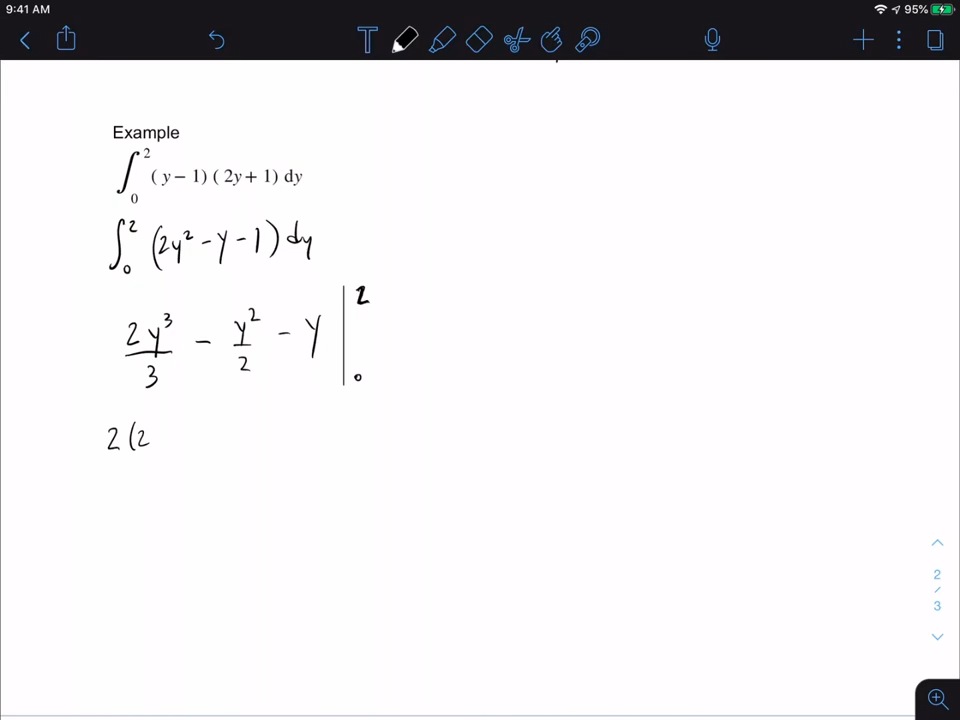 9:41 AM 95%
T
Example
∫₀² (y − 1)(2y + 1) dy
∫₀² (2y² − y − 1) dy
2y³/3 − y²/2 − y |₀²
2(2
2
/
3